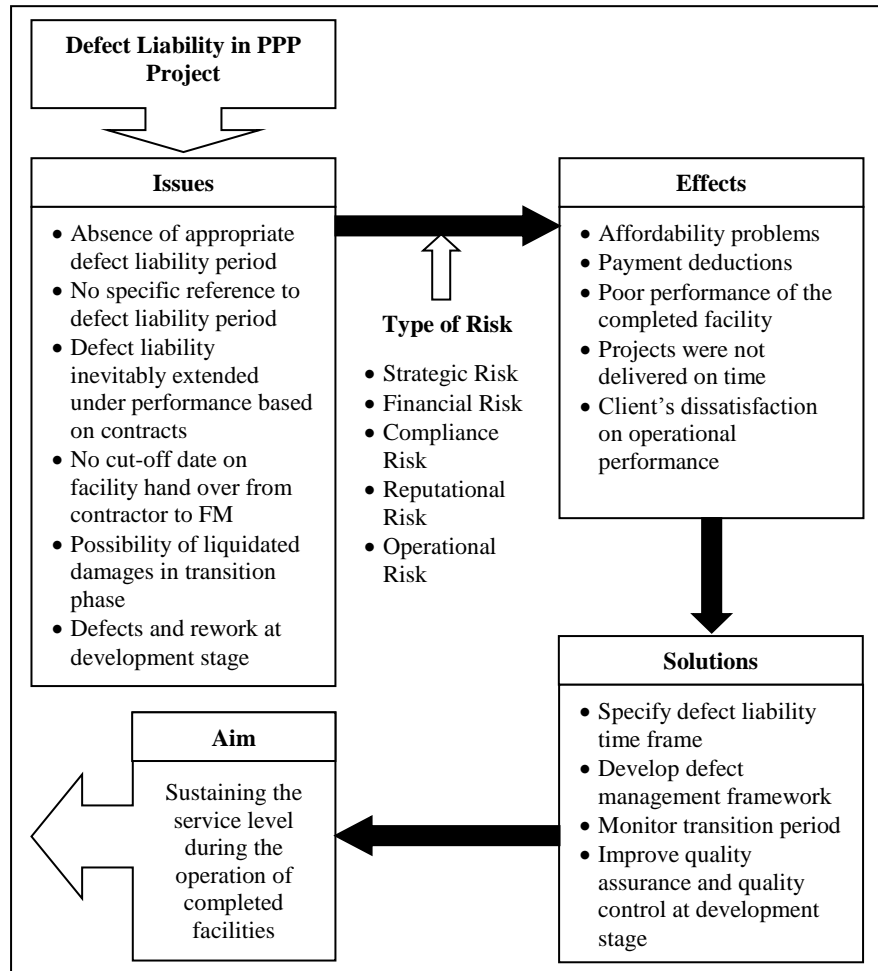 Defect Liability in PPP
Project
Issues
• Absence of appropriate
defect liability period
• No specific reference to
defect liability period
• Defect liability
inevitably extended
under performance based
on contracts
• No cut-off date on
facility hand over from
contractor to FM
• Possibility of liquidated
damages in transition
phase
• Defects and rework at
development stage
Type of Risk
• Strategic Risk
• Financial Risk
• Compliance
Risk
• Reputational
Risk
• Operational
Risk
Effects
• Affordability problems
• Payment deductions
• Poor performance of the
completed facility
• Projects were not
delivered on time
• Client’s dissatisfaction
on operational
performance
Solutions
• Specify defect liability
time frame
• Develop defect
management framework
• Monitor transition period
• Improve quality
assurance and quality
control at development
stage
Aim
Sustaining the
service level
during the
operation of
completed
facilities